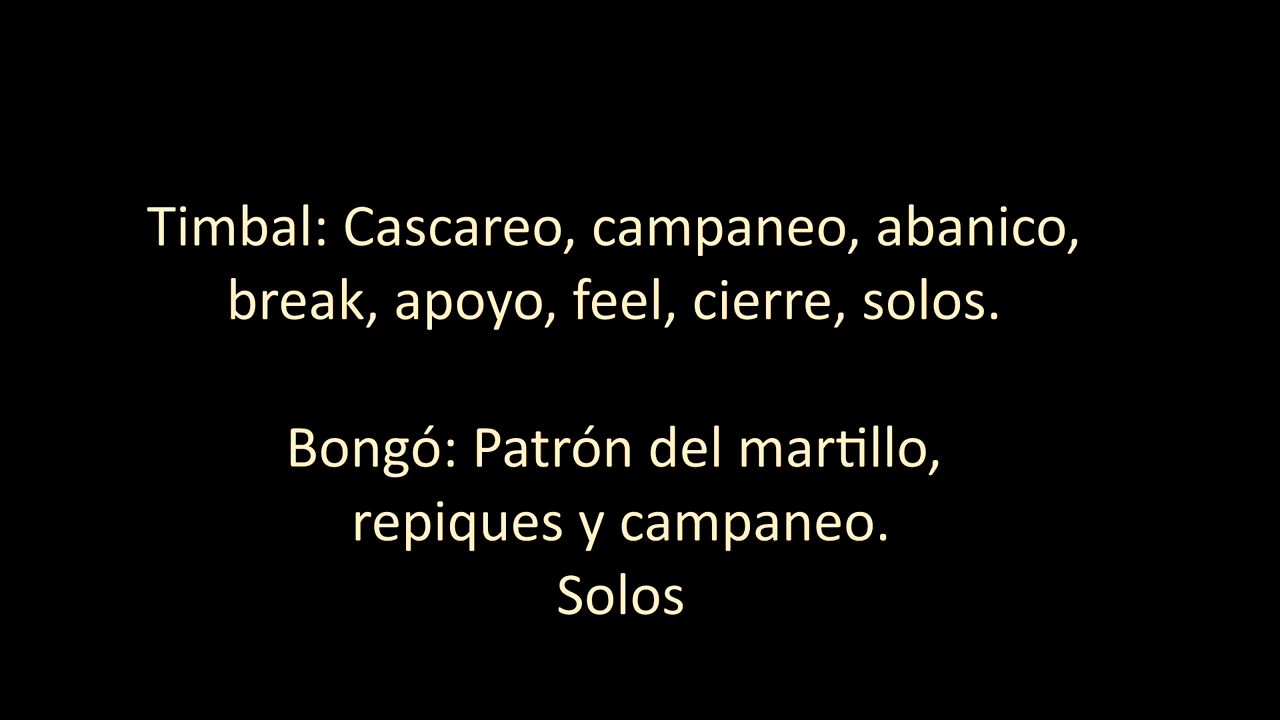 Timbal: Cascareo, campaneo, abanico,
break, apoyo, feel, cierre, solos.
Bongó: Patrón del martillo,
repiques y campaneo.
Solos